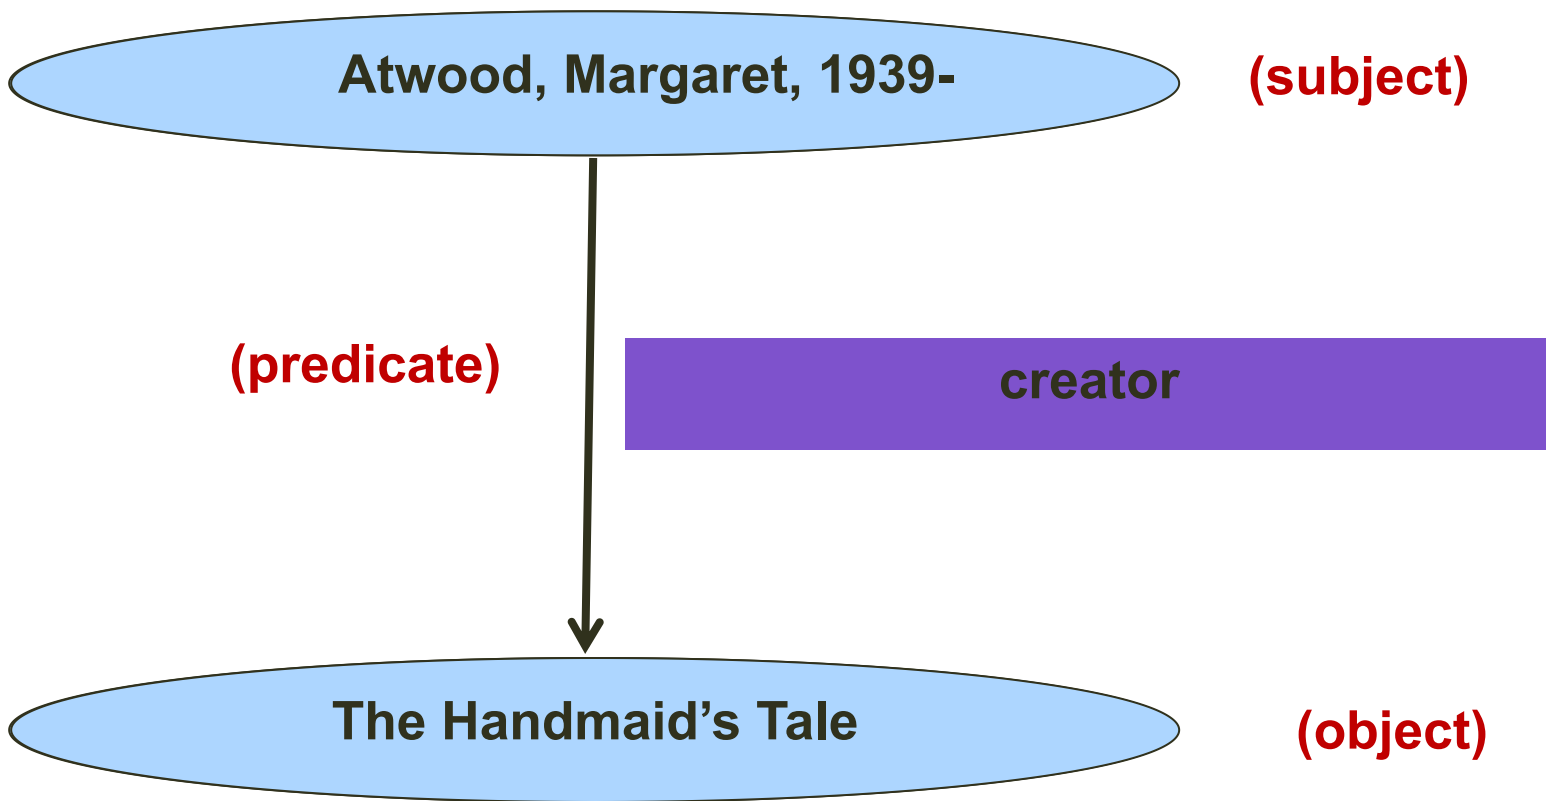 Atwood, Margaret, 1939-
(subject)
(predicate)
creator
The Handmaid’s Tale
(object)